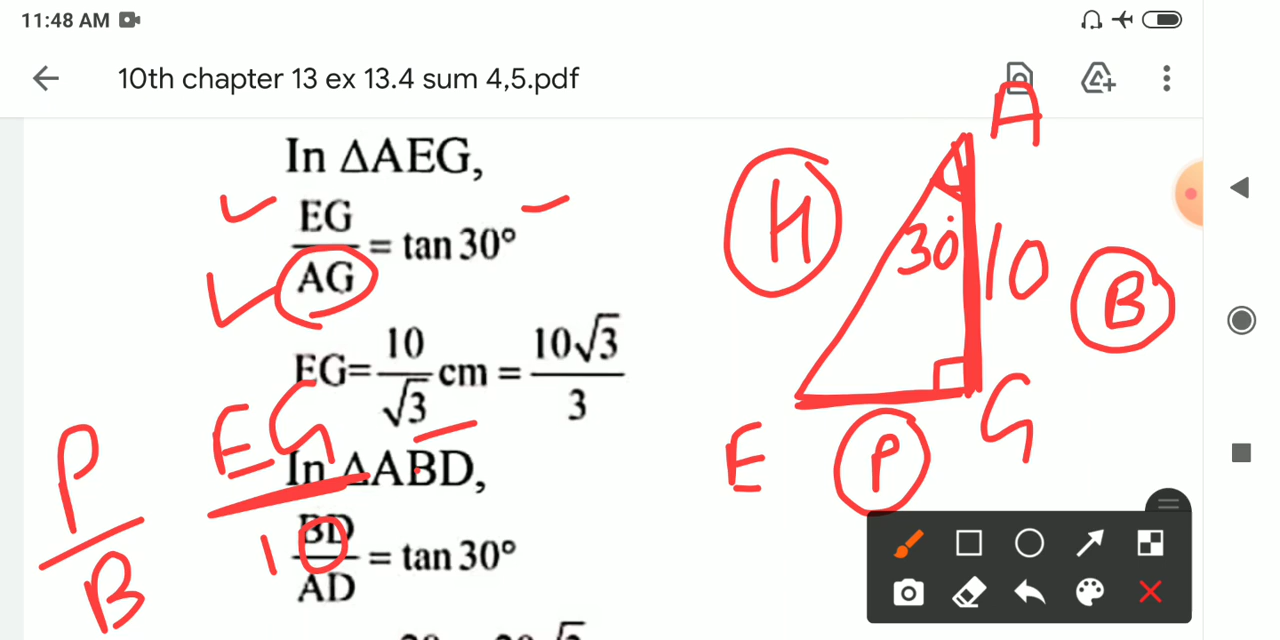 11:48 AM
10th chapter 13 ex 13.4 sum 4,5.pdf
In ΔAEG,
EG/AG = tan 30°
EG= 10/√3 cm = 10√3/3
In ΔABD,
BD/AD = tan 30°
P/B
EG/10
A
H
30°
10
B
E
P
G